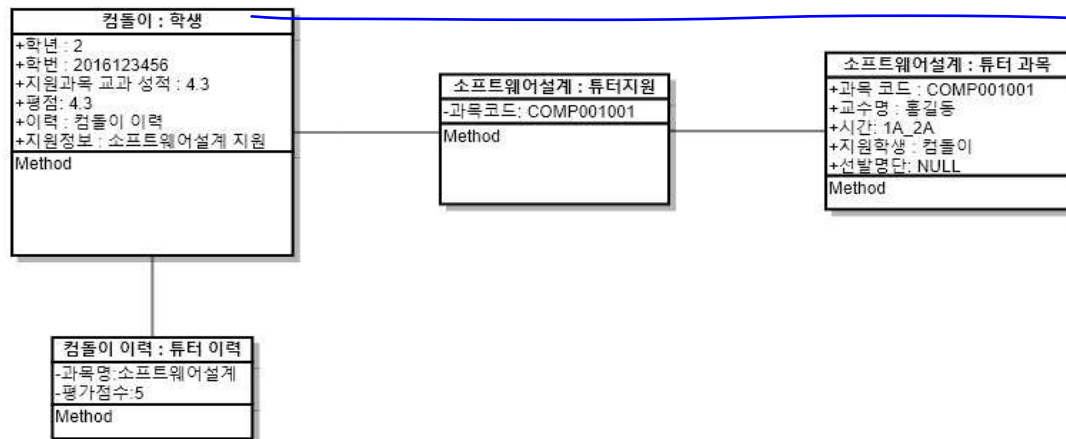 컴돌이 : 학생
+학년 : 2
+학번 : 2016123456
+지원과목 교과 성적 : 4.3
+평점: 4.3
+이력 : 컴돌이 이력
+지원정보 : 소프트웨어설계 지원
Method
소프트웨어설계 : 튜터지원
-과목코드: COMP001001
Method
소프트웨어설계 : 튜터 과목
+과목 코드 : COMP001001
+교수명 : 홍길동
+시간: 1A_2A
+지원학생 : 컴돌이
+선발명단: NULL
Method
컴돌이 이력 : 튜터 이력
-과목명:소프트웨어설계
-평가점수:5
Method